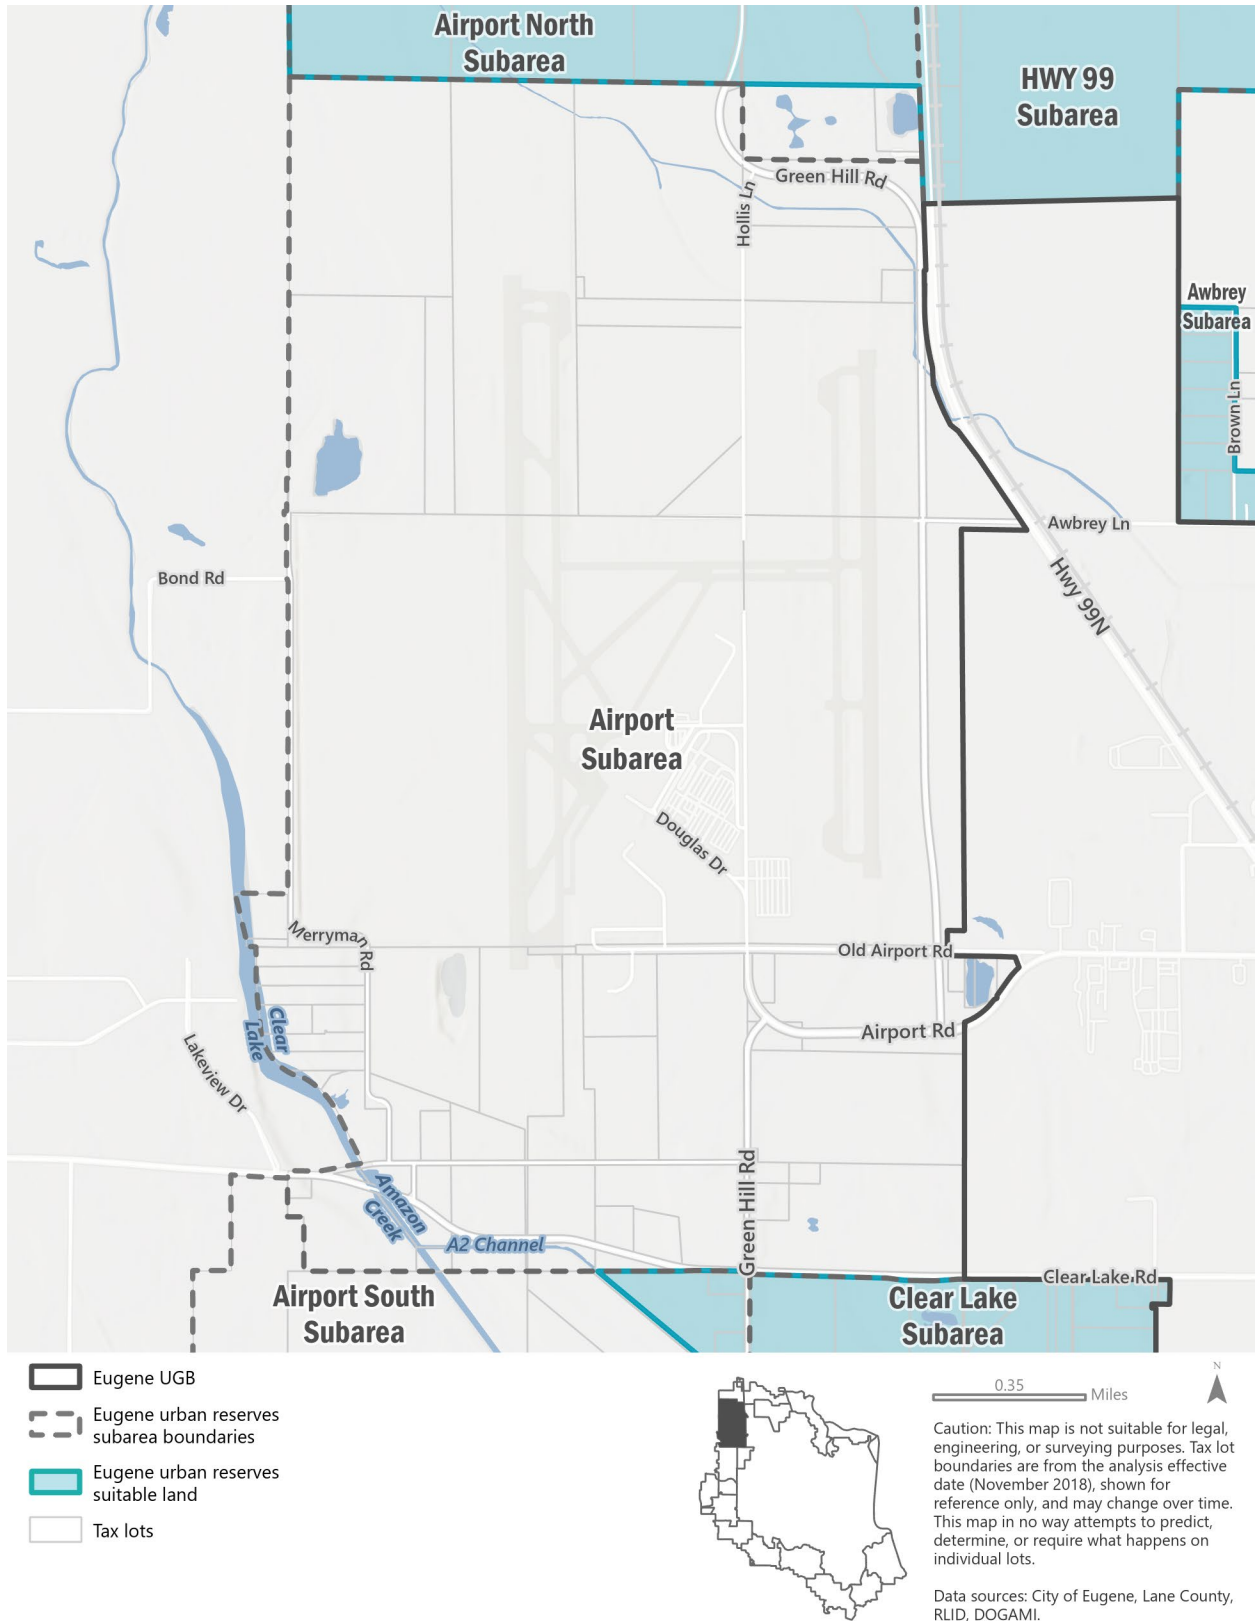 Airport North
Subarea
HWY 99
Subarea
Green Hill Rd
Hollis Ln
Awbrey
Subarea
Brown Ln
Awbrey Ln
Hwy 99N
Bond Rd
Airport
Subarea
Douglas Dr
Merryman Rd
Old Airport Rd
Clear
Lake
Airport Rd
Lakeview Dr
Green Hill Rd
Amazon
Creek
A2 Channel
Clear Lake Rd
Airport South
Subarea
Clear Lake
Subarea
Eugene UGB
Eugene urban reserves
subarea boundaries
Eugene urban reserves
suitable land
Tax lots
N
0.35
Miles
Caution: This map is not suitable for legal,
engineering, or surveying purposes. Tax lot
boundaries are from the analysis effective
date (November 2018), shown for
reference only, and may change over time.
This map in no way attempts to predict,
determine, or require what happens on
individual lots.
Data sources: City of Eugene, Lane County,
RLID, DOGAMI.